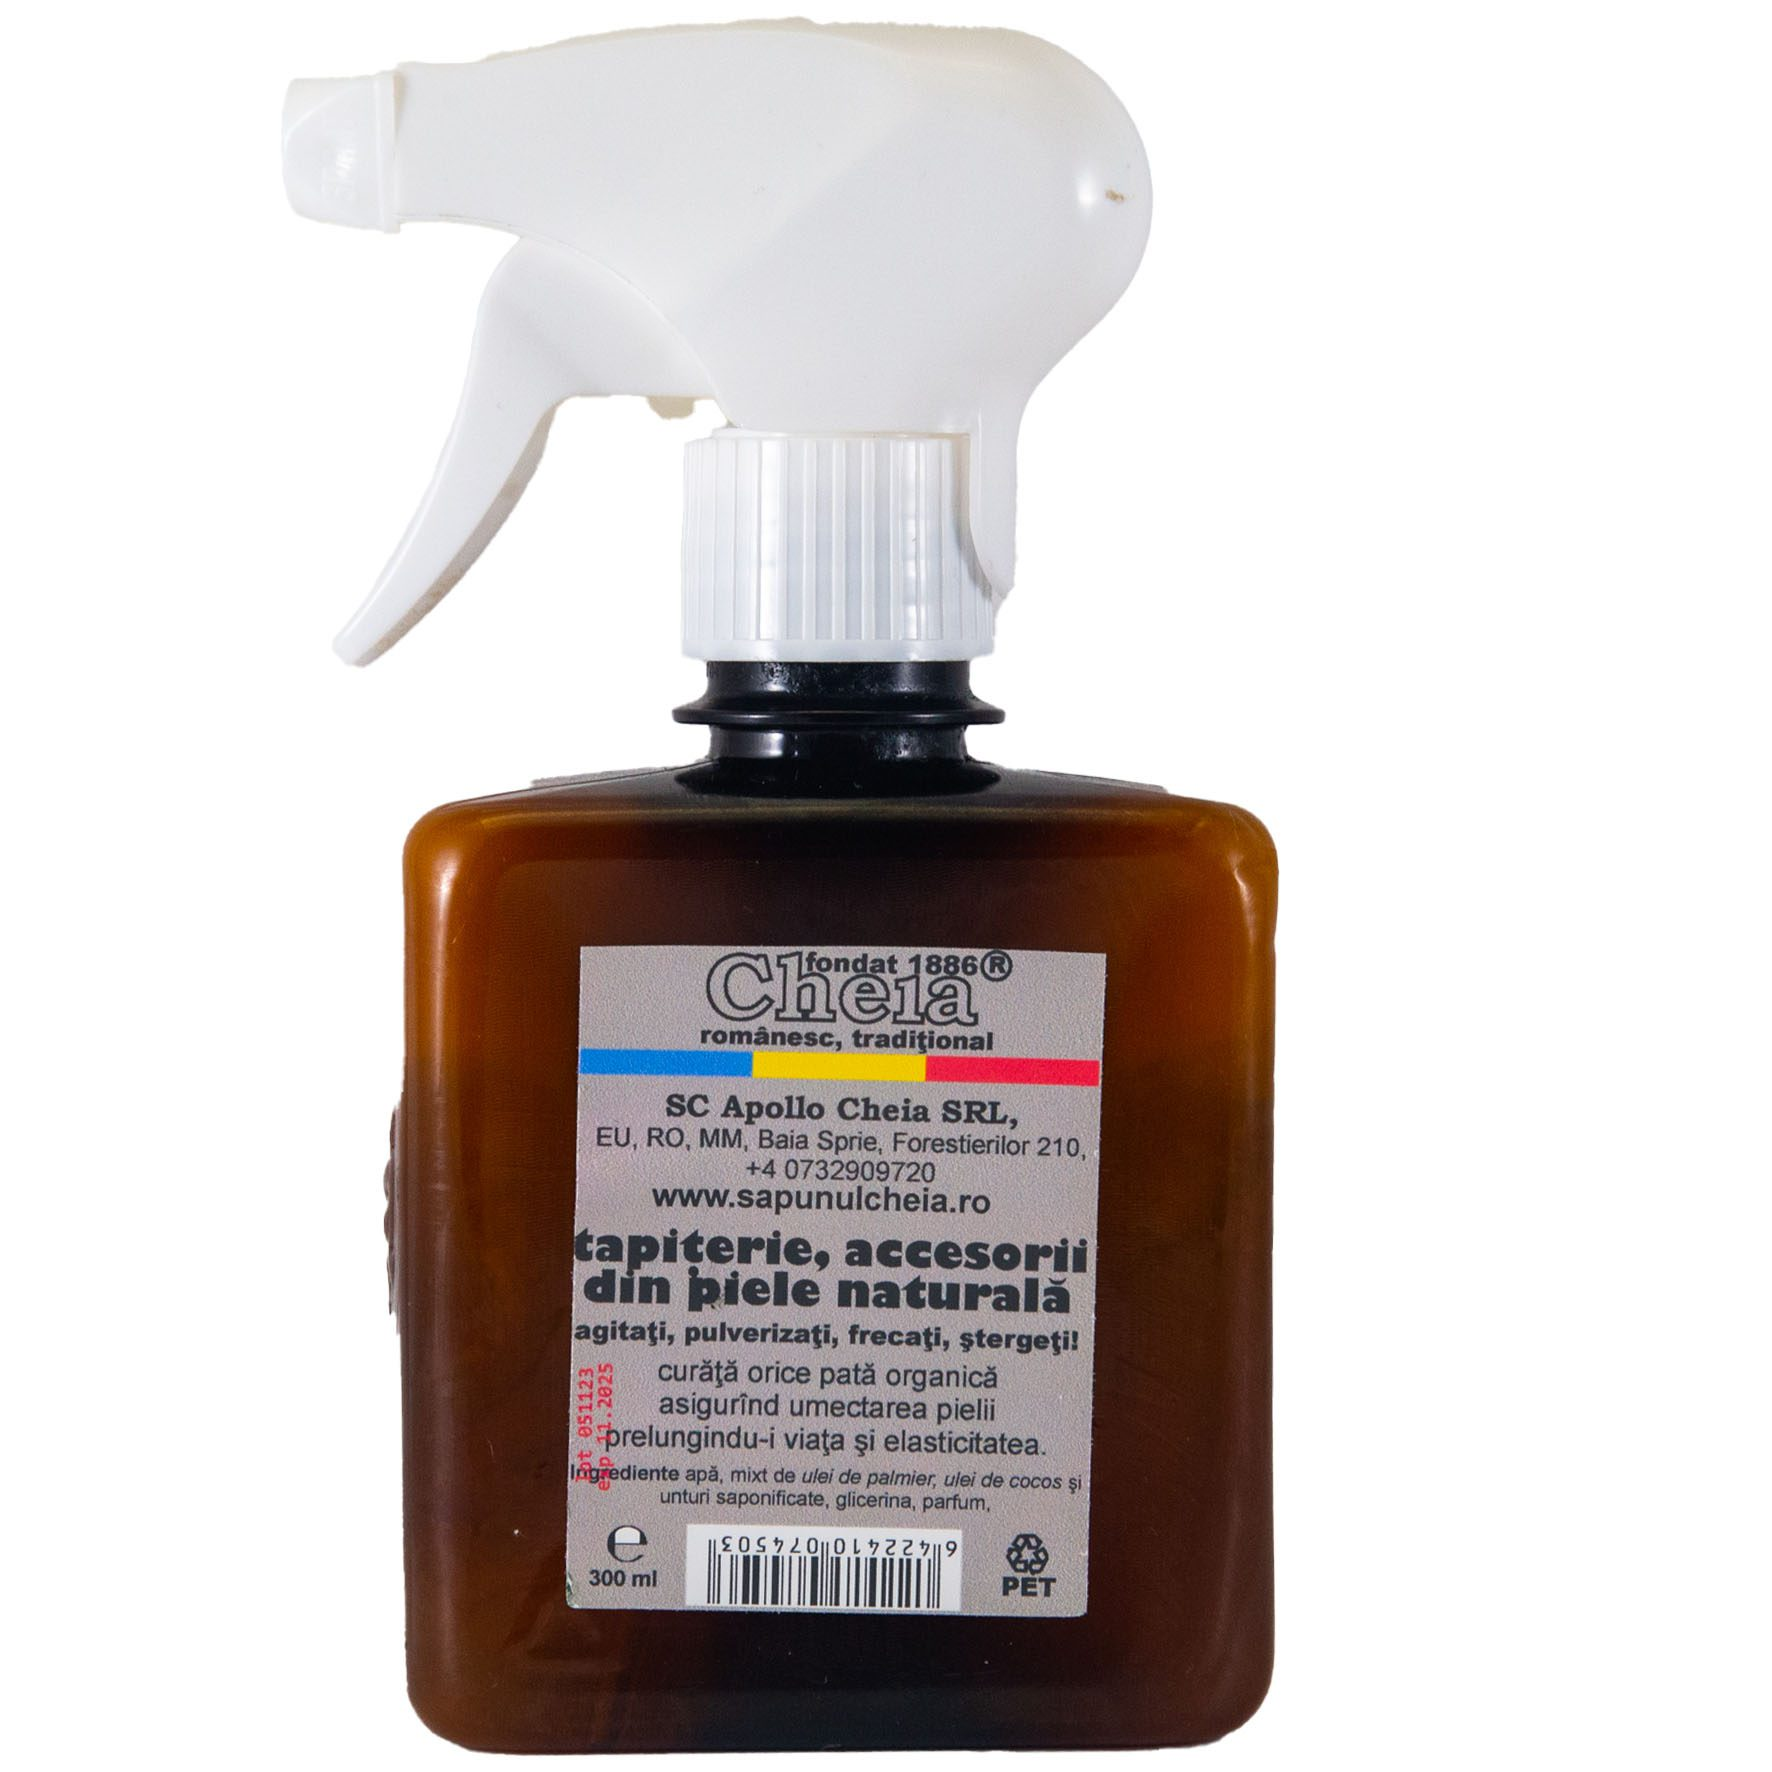 fondat 1886®
Cheia
românesc, tradiţional
SC Apollo Cheia SRL,
EU, RO, MM, Baia Sprie, Forestierilor 210,
+4 0732909720
www.sapunulcheia.ro
tapiterie, accesorii
din piele naturală
agitaţi, pulverizaţi, frecaţi, ştergeţi!
curăţă orice pată organică
asigurînd umectarea pielii
prelungindu-i viaţa şi elasticitatea.
lot 051123
exp 11.2025
Ingrediente apă, mixt de ulei de palmier, ulei de cocos şi
unturi saponificate, glicerina, parfum,
e
300 ml
6422410074503
PET